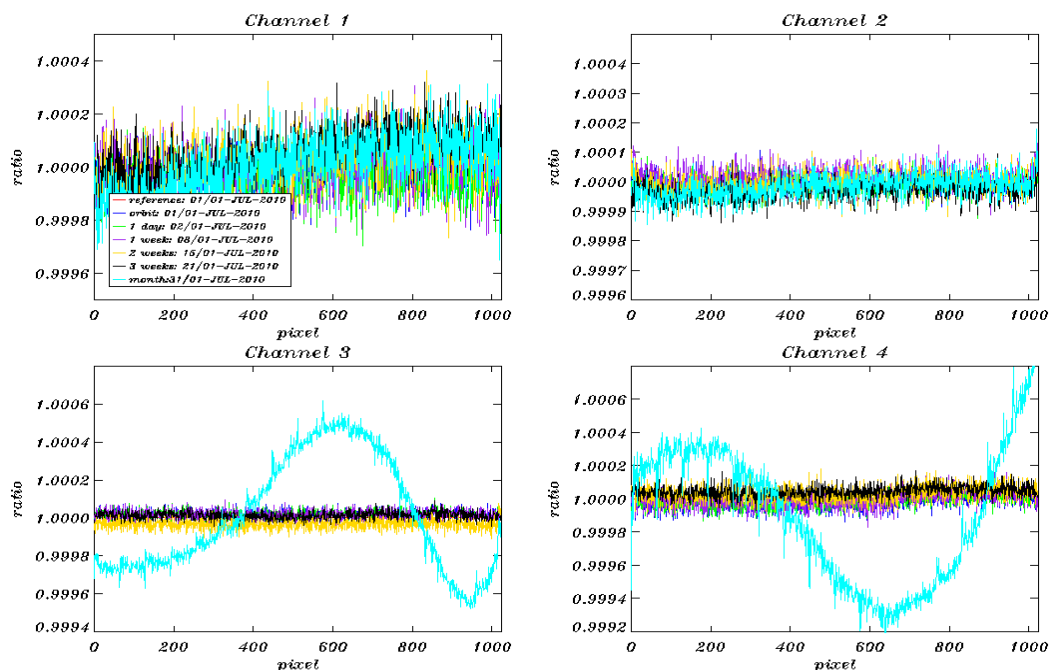 Channel 1
Channel 2
1.0004
1.0002
1.0000
0.9998
0.9996
ratio
reference: 01/01-JUL-2010
orbit: 01/01-JUL-2010
1 day: 02/01-JUL-2010
1 week: 08/01-JUL-2010
2 weeks: 15/01-JUL-2010
3 weeks: 21/01-JUL-2010
month:31/01-JUL-2010
0 200 400 600 800 1000
pixel
1.0004
1.0003
1.0002
1.0001
1.0000
0.9999
0.9998
0.9997
0.9996
ratio
0 200 400 600 800 1000
pixel
Channel 3
Channel 4
1.0006
1.0004
1.0002
1.0000
0.9998
0.9996
0.9994
ratio
0 200 400 600 800 1000
pixel
1.0006
1.0004
1.0002
1.0000
0.9998
0.9996
0.9994
0.9992
ratio
0 200 400 600 800 1000
pixel